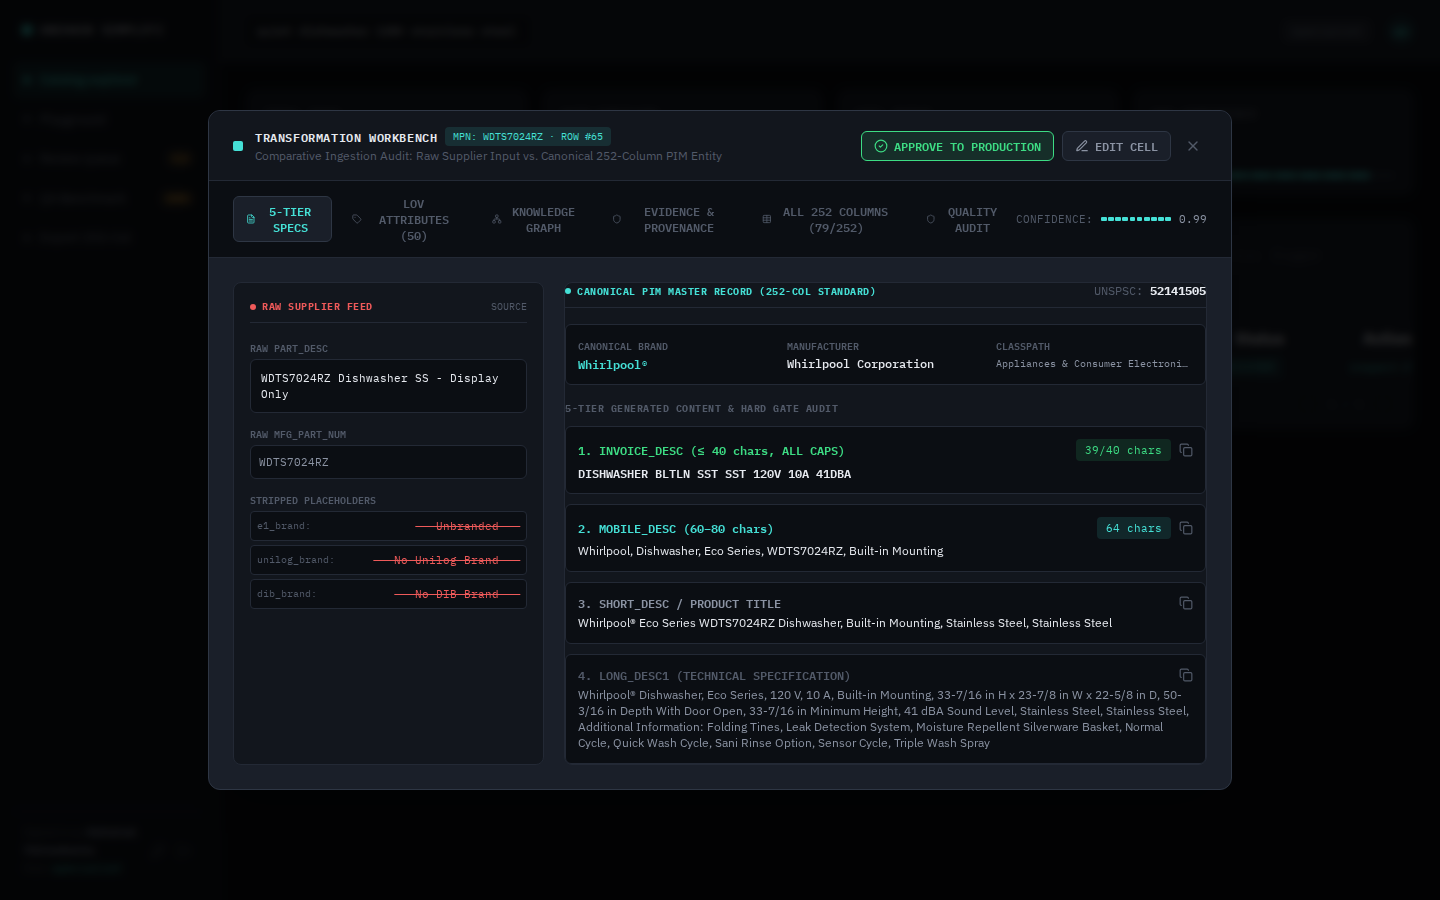 TRANSFORMATION WORKBENCH MPN: WDTS7024RZ · ROW #65
Comparative Ingestion Audit: Raw Supplier Input vs. Canonical 252-Column PIM Entity
APPROVE TO PRODUCTION
EDIT CELL
5-TIER
SPECS
LOV
ATTRIBUTES
(50)
KNOWLEDGE
GRAPH
EVIDENCE &
PROVENANCE
ALL 252 COLUMNS
(79/252)
QUALITY
AUDIT
CONFIDENCE: 0.99
RAW SUPPLIER FEED SOURCE
RAW PART_DESC
WDTS7024RZ Dishwasher SS - Display
Only
RAW MFG_PART_NUM
WDTS7024RZ
STRIPPED PLACEHOLDERS
e1_brand: Unbranded
unilog_brand: No Unilog Brand
dib_brand: No DIB Brand
CANONICAL PIM MASTER RECORD (252-COL STANDARD) UNSPSC: 52141505
CANONICAL BRAND
Whirlpool®
MANUFACTURER
Whirlpool Corporation
CLASSPATH
Appliances & Consumer Electroni…
5-TIER GENERATED CONTENT & HARD GATE AUDIT
1. INVOICE_DESC (≤ 40 chars, ALL CAPS) 39/40 chars
DISHWASHER BLTLN SST SST 120V 10A 41DBA
2. MOBILE_DESC (60–80 chars) 64 chars
Whirlpool, Dishwasher, Eco Series, WDTS7024RZ, Built-in Mounting
3. SHORT_DESC / PRODUCT TITLE
Whirlpool® Eco Series WDTS7024RZ Dishwasher, Built-in Mounting, Stainless Steel, Stainless Steel
4. LONG_DESC1 (TECHNICAL SPECIFICATION)
Whirlpool® Dishwasher, Eco Series, 120 V, 10 A, Built-in Mounting, 33-7/16 in H x 23-7/8 in W x 22-5/8 in D, 50-
3/16 in Depth With Door Open, 33-7/16 in Minimum Height, 41 dBA Sound Level, Stainless Steel, Stainless Steel,
Additional Information: Folding Tines, Leak Detection System, Moisture Repellent Silverware Basket, Normal
Cycle, Quick Wash Cycle, Sani Rinse Option, Sensor Cycle, Triple Wash Spray